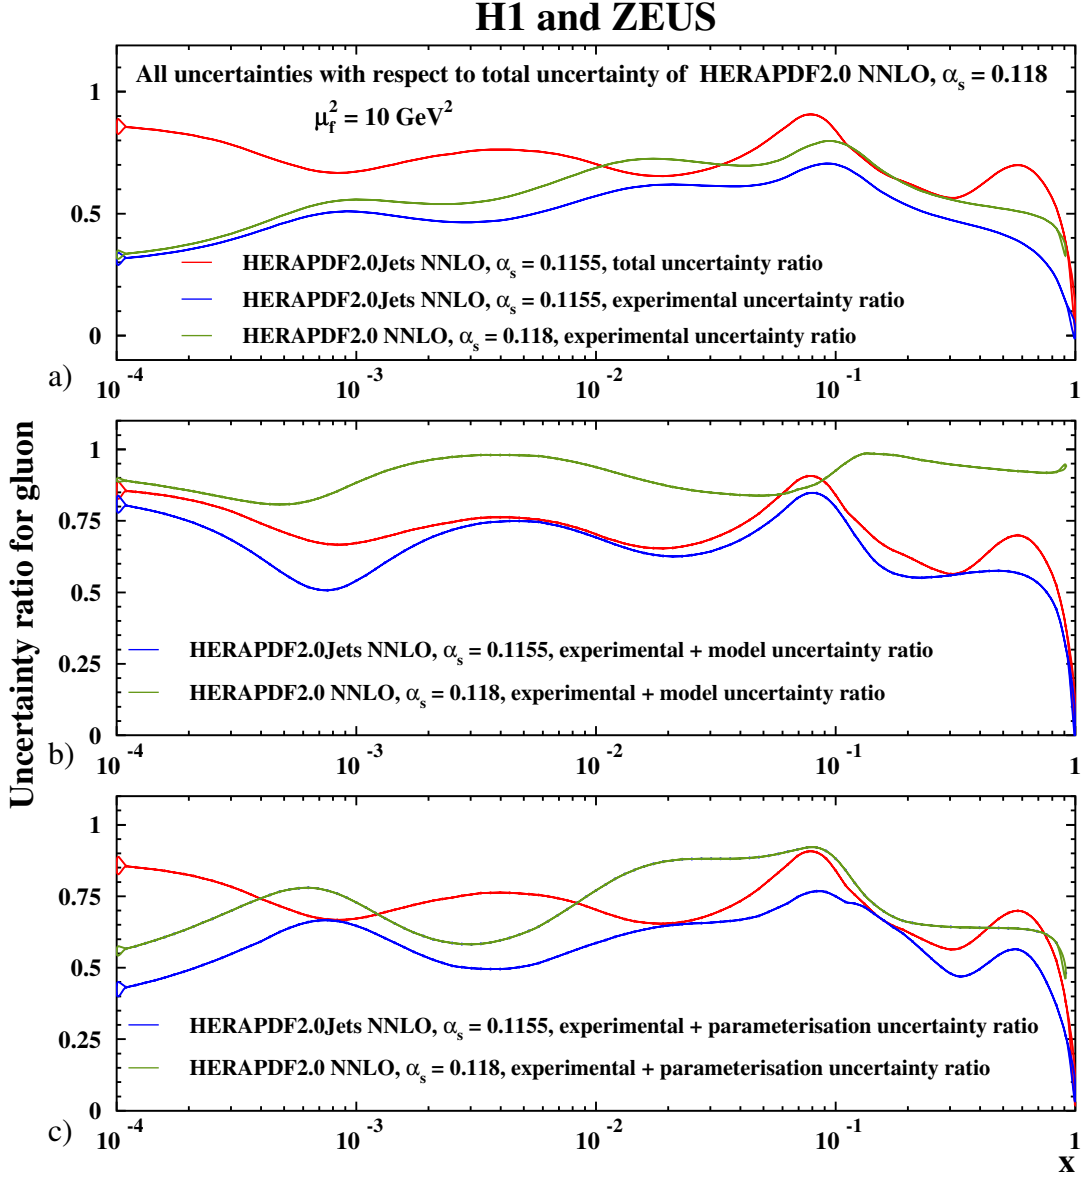 H1 and ZEUS
All uncertainties with respect to total uncertainty of HERAPDF2.0 NNLO, αs = 0.118
μf² = 10 GeV²
1
0.5
0
HERAPDF2.0Jets NNLO, αs = 0.1155, total uncertainty ratio
HERAPDF2.0Jets NNLO, αs = 0.1155, experimental uncertainty ratio
HERAPDF2.0 NNLO, αs = 0.118, experimental uncertainty ratio
a)
10⁻⁴ 10⁻³ 10⁻² 10⁻¹ 1
Uncertainty ratio for gluon
1
0.75
0.5
0.25
0
HERAPDF2.0Jets NNLO, αs = 0.1155, experimental + model uncertainty ratio
HERAPDF2.0 NNLO, αs = 0.118, experimental + model uncertainty ratio
b)
10⁻⁴ 10⁻³ 10⁻² 10⁻¹ 1
1
0.75
0.5
0.25
0
HERAPDF2.0Jets NNLO, αs = 0.1155, experimental + parameterisation uncertainty ratio
HERAPDF2.0 NNLO, αs = 0.118, experimental + parameterisation uncertainty ratio
c)
10⁻⁴ 10⁻³ 10⁻² 10⁻¹ 1
x